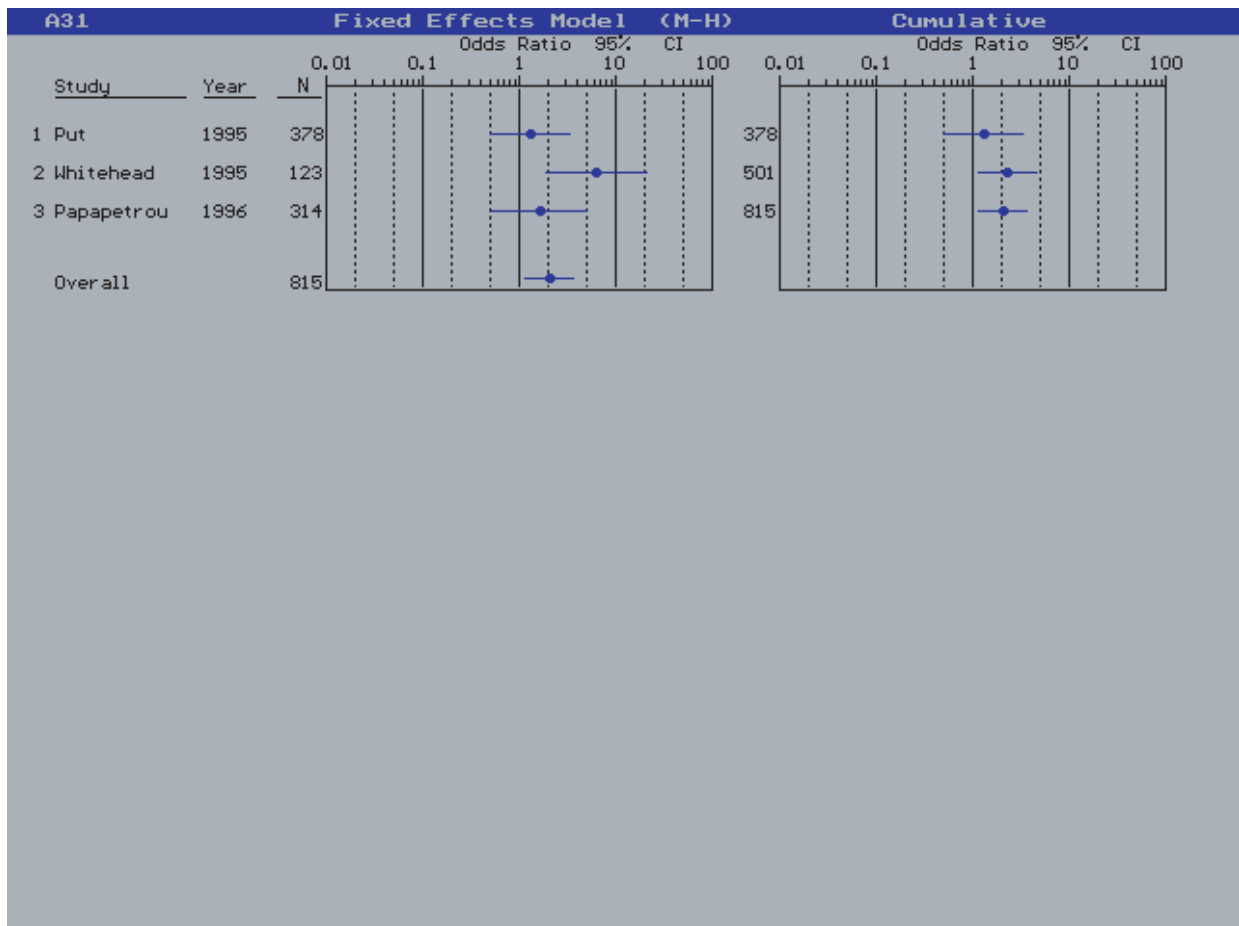 A31 Fixed Effects Model (M-H) Cumulative
Odds Ratio 95% CI Odds Ratio 95% CI
0.01 0.1 1 10 100 0.01 0.1 1 10 100
Study Year N
1 Put 1995 378 378
2 Whitehead 1995 123 501
3 Papapetrou 1996 314 815
Overall 815